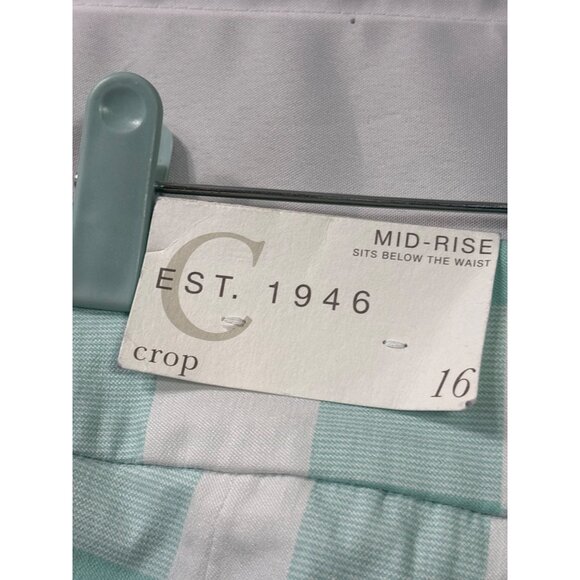 MID-RISE
SITS BELOW THE WAIST
C
EST. 1946
crop
16